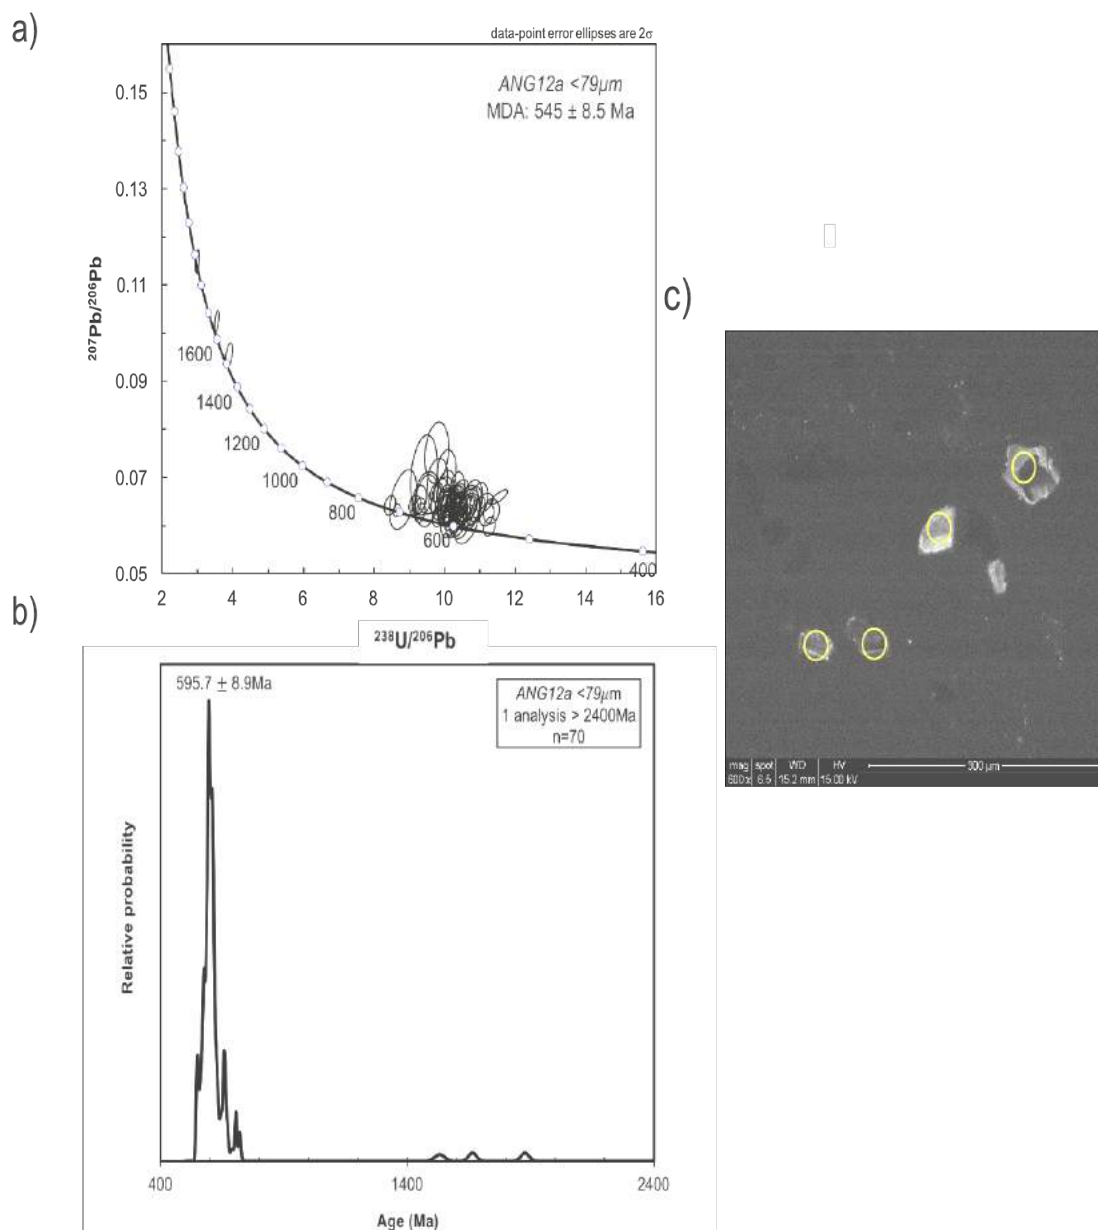 a)
data-point error ellipses are 2σ
ANG12a <79μm
MDA: 545 ± 8.5 Ma
0.15
0.13
0.11
0.09
0.07
0.05
²⁰⁷Pb/²⁰⁶Pb
1600
1400
1200
1000
800
600
400
2 4 6 8 10 12 14 16
²³⁸U/²⁰⁶Pb
b)
595.7 ± 8.9Ma
ANG12a <79μm
1 analysis > 2400Ma
n=70
Relative probability
400 1400 2400
Age (Ma)
c)
mag spot WD HV 300 μm
600x 6.5 15.2 mm 15.00 kV